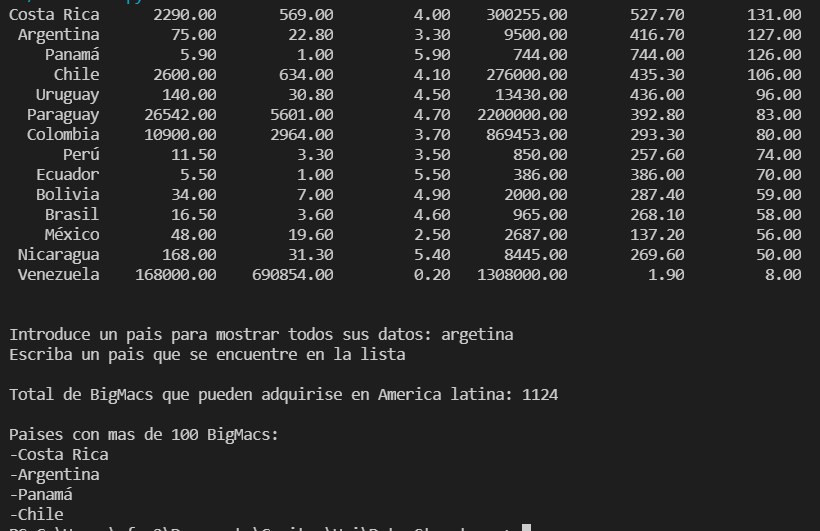 Costa Rica 2290.00 569.00 4.00 300255.00 527.70 131.00
Argentina 75.00 22.80 3.30 9500.00 416.70 127.00
Panamá 5.90 1.00 5.90 744.00 744.00 126.00
Chile 2600.00 634.00 4.10 276000.00 435.30 106.00
Uruguay 140.00 30.80 4.50 13430.00 436.00 96.00
Paraguay 26542.00 5601.00 4.70 2200000.00 392.80 83.00
Colombia 10900.00 2964.00 3.70 869453.00 293.30 80.00
Perú 11.50 3.30 3.50 850.00 257.60 74.00
Ecuador 5.50 1.00 5.50 386.00 386.00 70.00
Bolivia 34.00 7.00 4.90 2000.00 287.40 59.00
Brasil 16.50 3.60 4.60 965.00 268.10 58.00
México 48.00 19.60 2.50 2687.00 137.20 56.00
Nicaragua 168.00 31.30 5.40 8445.00 269.60 50.00
Venezuela 168000.00 690854.00 0.20 1308000.00 1.90 8.00
Introduce un pais para mostrar todos sus datos: argetina
Escriba un pais que se encuentre en la lista
Total de BigMacs que pueden adquirise en America latina: 1124
Paises con mas de 100 BigMacs:
-Costa Rica
-Argentina
-Panamá
-Chile